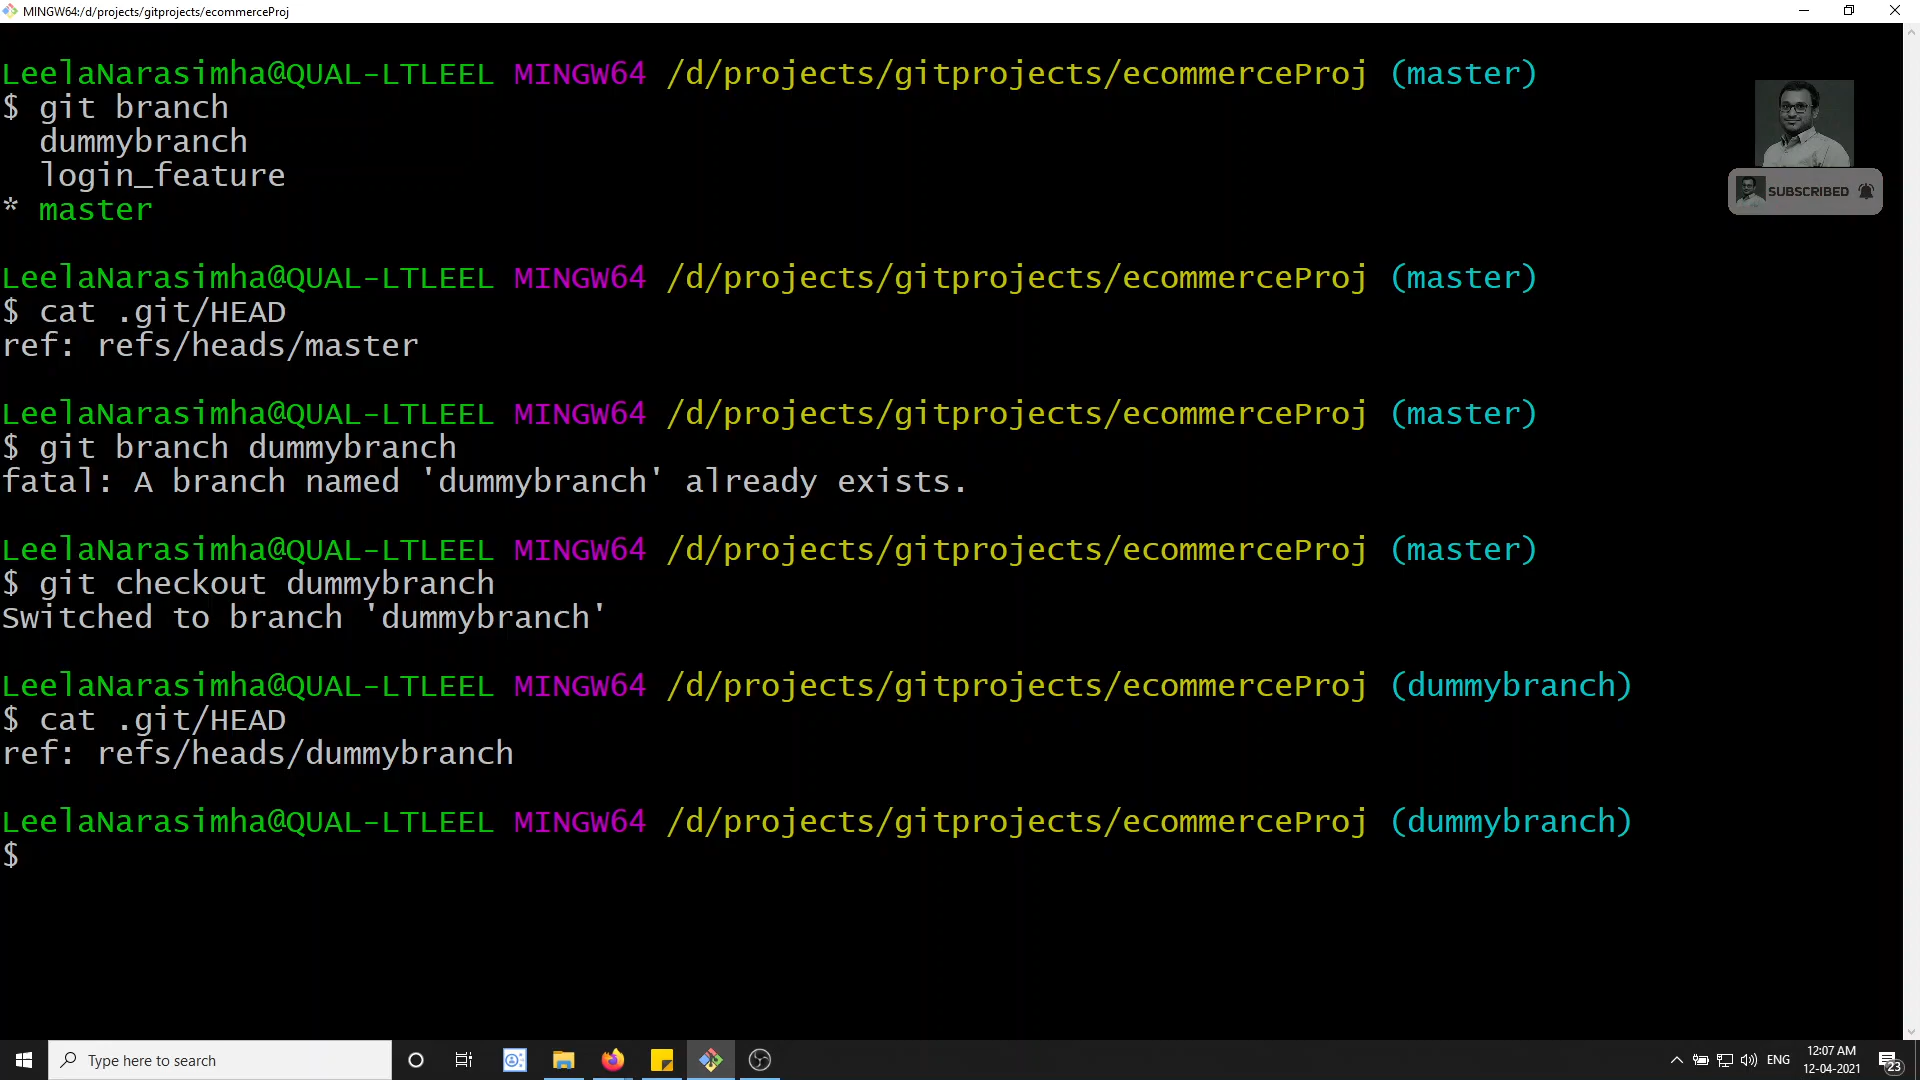 MINGW64:/d/projects/gitprojects/ecommerceProj
LeelaNarasimha@QUAL-LTLEEL MINGW64 /d/projects/gitprojects/ecommerceProj (master)
$ git branch
  dummybranch
  login_feature
* master
LeelaNarasimha@QUAL-LTLEEL MINGW64 /d/projects/gitprojects/ecommerceProj (master)
$ cat .git/HEAD
ref: refs/heads/master
LeelaNarasimha@QUAL-LTLEEL MINGW64 /d/projects/gitprojects/ecommerceProj (master)
$ git branch dummybranch
fatal: A branch named 'dummybranch' already exists.
LeelaNarasimha@QUAL-LTLEEL MINGW64 /d/projects/gitprojects/ecommerceProj (master)
$ git checkout dummybranch
Switched to branch 'dummybranch'
LeelaNarasimha@QUAL-LTLEEL MINGW64 /d/projects/gitprojects/ecommerceProj (dummybranch)
$ cat .git/HEAD
ref: refs/heads/dummybranch
LeelaNarasimha@QUAL-LTLEEL MINGW64 /d/projects/gitprojects/ecommerceProj (dummybranch)
$
SUBSCRIBED
Type here to search
ENG
12:07 AM
12-04-2021
23